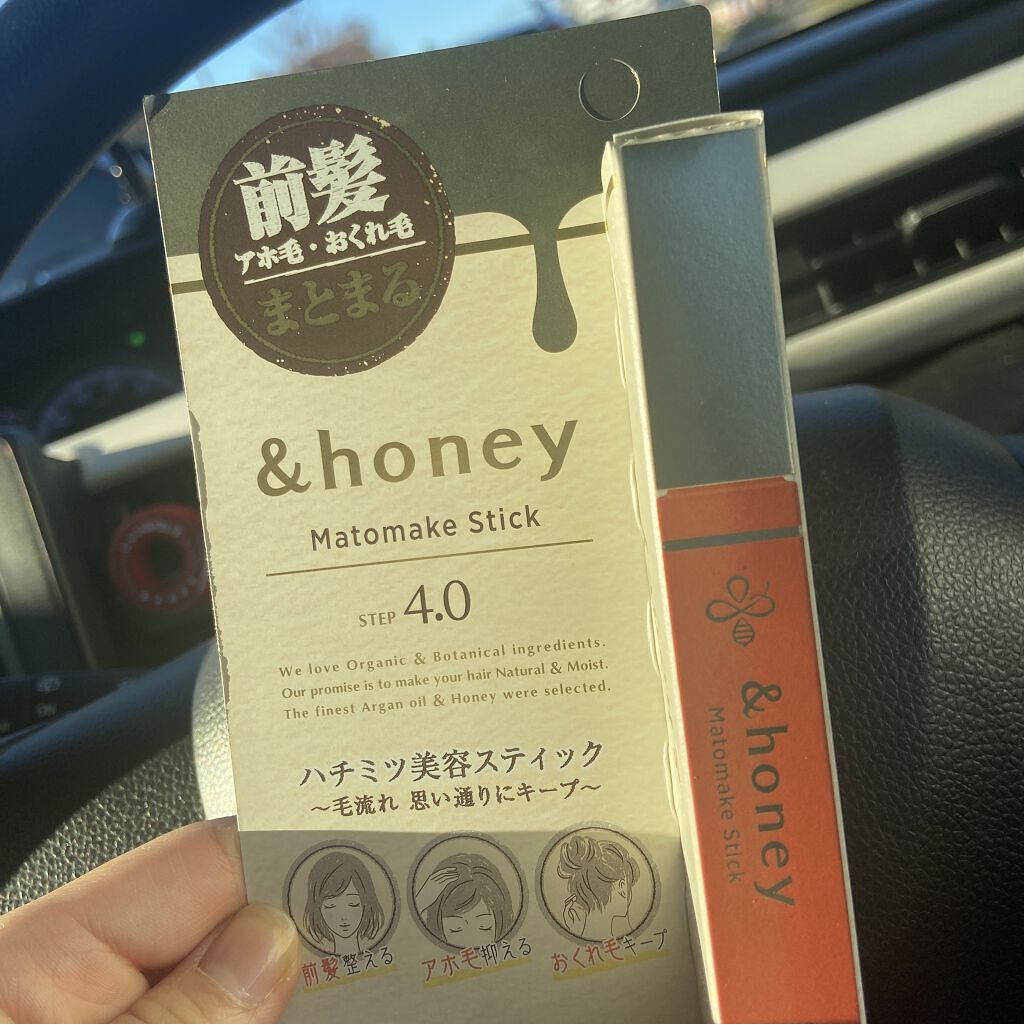 前髪
アホ毛・おくれ毛
まとまる
&honey
Matomake Stick
STEP 4.0
We love Organic & Botanical ingredients.
Our promise is to make your hair Natural & Moist.
The finest Argan oil & Honey were selected.
ハチミツ美容スティック
～毛流れ 思い通りにキープ～
前髪整える
アホ毛抑える
おくれ毛キープ
&honey
Matomake Stick